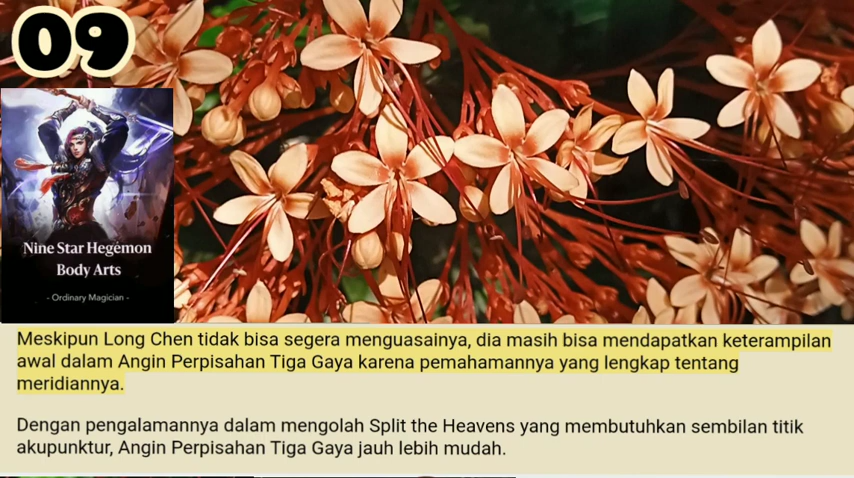 09
Nine Star Hegemon
Body Arts
- Ordinary Magician -
Meskipun Long Chen tidak bisa segera menguasainya, dia masih bisa mendapatkan keterampilan
awal dalam Angin Perpisahan Tiga Gaya karena pemahamannya yang lengkap tentang
meridiannya.
Dengan pengalamannya dalam mengolah Split the Heavens yang membutuhkan sembilan titik
akupunktur, Angin Perpisahan Tiga Gaya jauh lebih mudah.